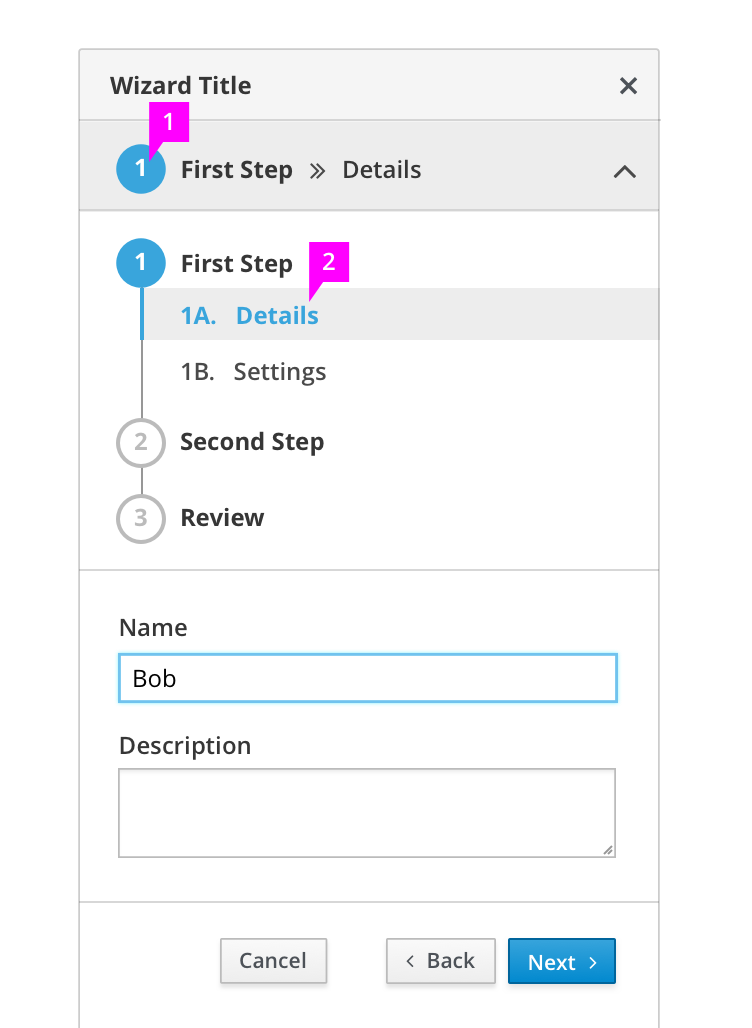 Wizard Title
1
1 First Step » Details
1 First Step
2
1A. Details
1B. Settings
2 Second Step
3 Review
Name
Bob
Description
Cancel
Back
Next